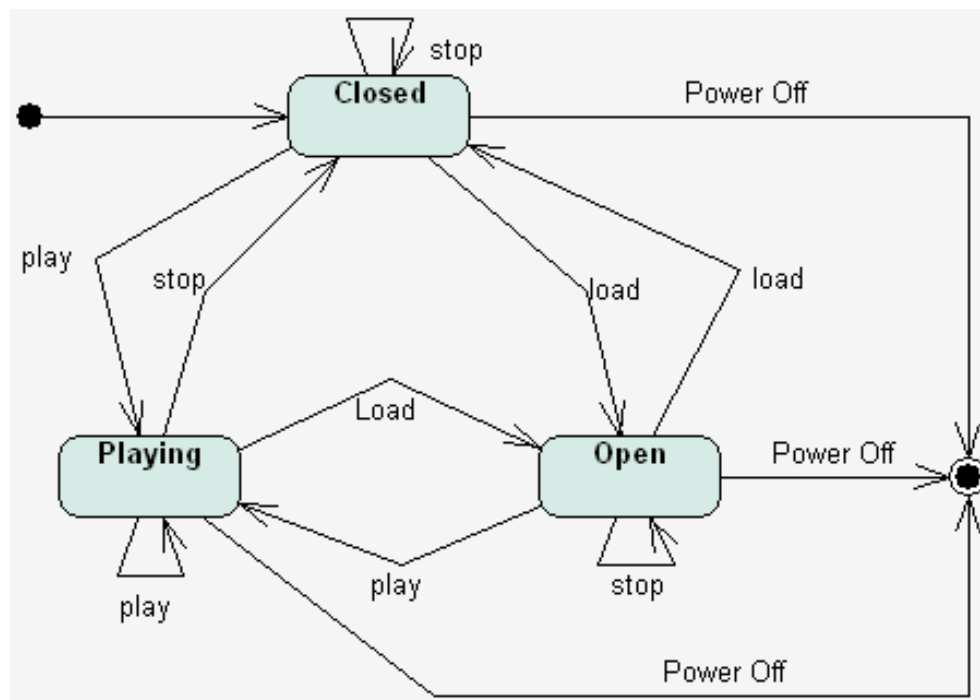 stop
Closed
Power Off
play
stop
load
load
Load
Playing
Open
Power Off
play
play
stop
Power Off